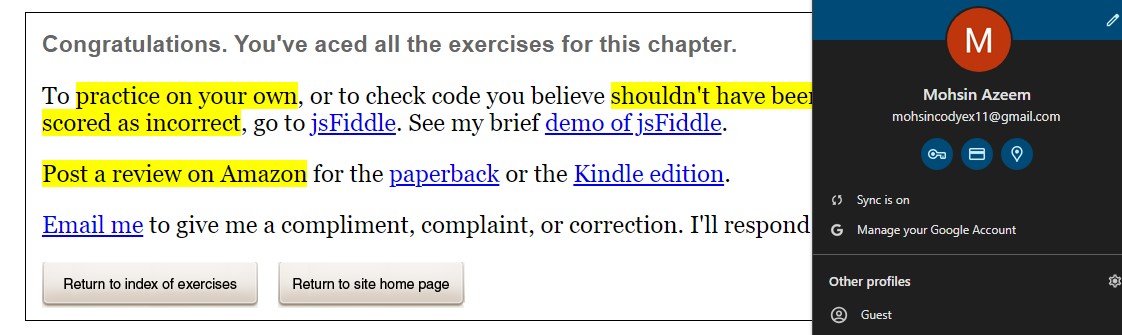 Congratulations. You've aced all the exercises for this chapter.
To practice on your own, or to check code you believe shouldn't have been
scored as incorrect, go to jsFiddle. See my brief demo of jsFiddle.
Post a review on Amazon for the paperback or the Kindle edition.
Email me to give me a compliment, complaint, or correction. I'll respond
Return to index of exercises
Return to site home page
M
Mohsin Azeem
mohsincodyex11@gmail.com
Sync is on
G Manage your Google Account
Other profiles
Guest